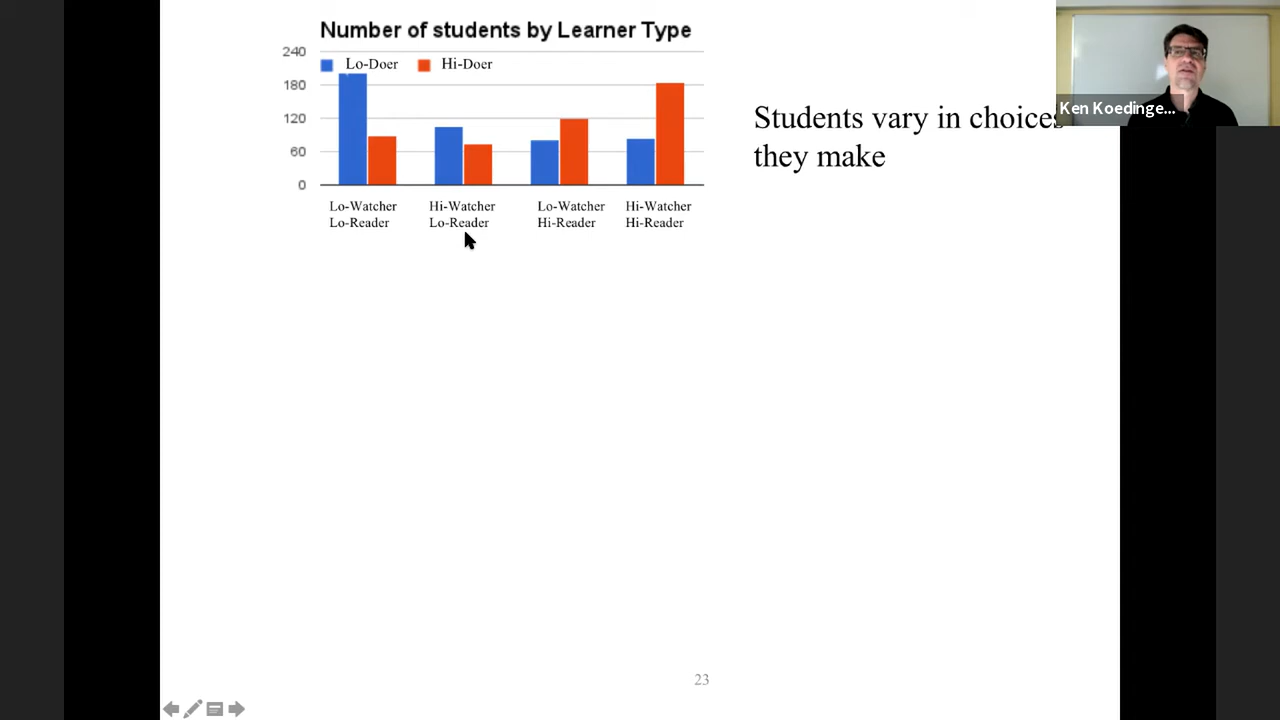 Number of students by Learner Type
240
Lo-Doer Hi-Doer
180
120
60
0
Lo-Watcher Hi-Watcher Lo-Watcher Hi-Watcher
Lo-Reader Lo-Reader Hi-Reader Hi-Reader
Students vary in choices
they make
Ken Koedinge...
23